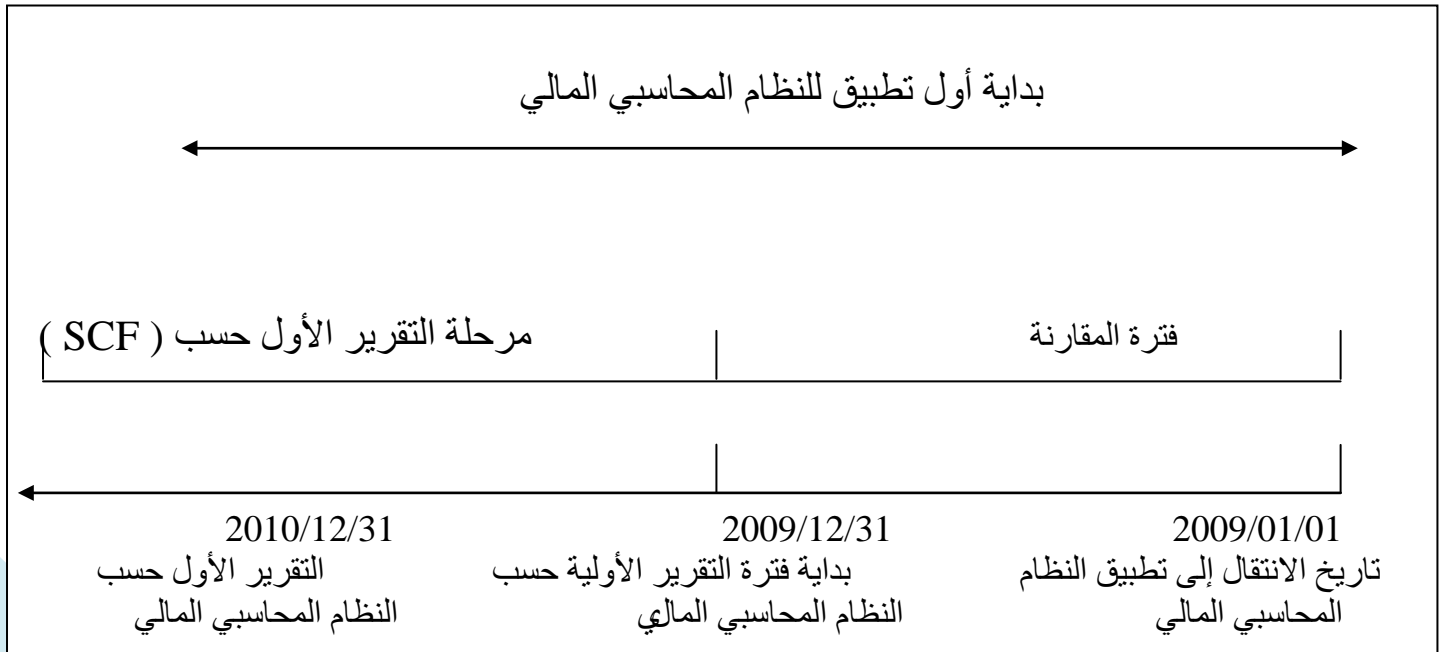 بداية أول تطبيق للنظام المحاسبي المالي
فترة المقارنة
مرحلة التقرير الأول حسب ( SCF )
2009/01/01
تاريخ الانتقال إلى تطبيق النظام
المحاسبي المالي
2009/12/31
بداية فترة التقرير الأولية حسب
النظام المحاسبي المالي
2010/12/31
التقرير الأول حسب
النظام المحاسبي المالي